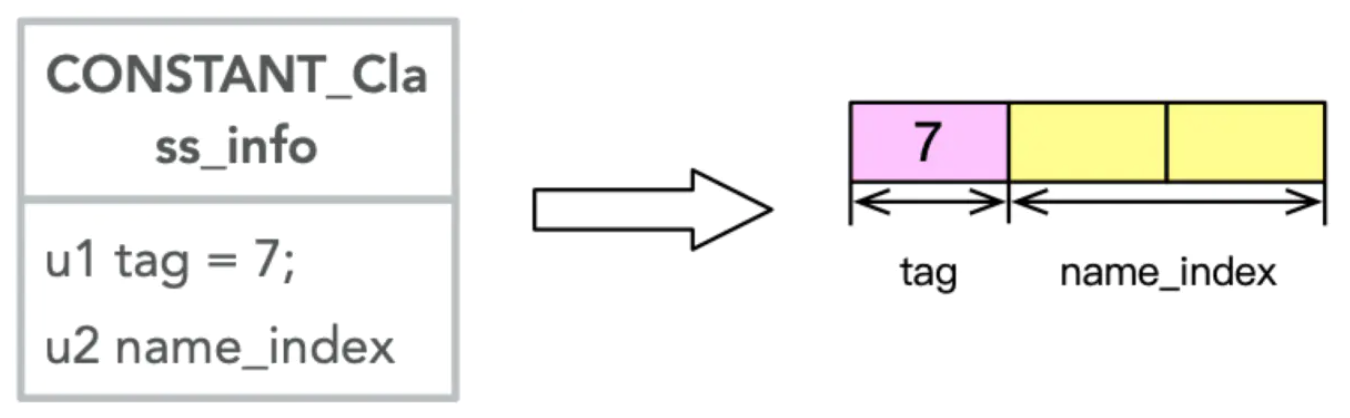 CONSTANT_Cla
ss_info
u1 tag = 7;
u2 name_index
7
tag
name_index